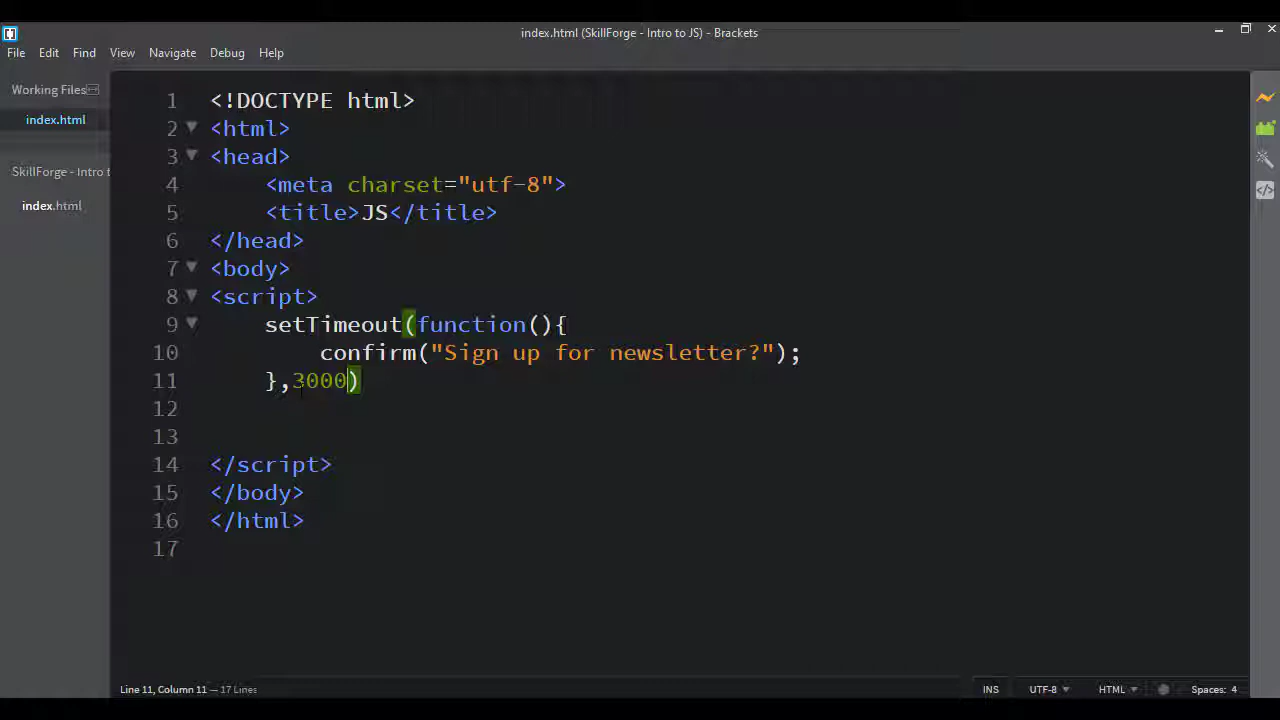 index.html (SkillForge - Intro to JS) - Brackets
File Edit Find View Navigate Debug Help
Working Files
index.html
SkillForge - Intro t
index.html
1 <!DOCTYPE html>
2 <html>
3 <head>
4 <meta charset="utf-8">
5 <title>JS</title>
6 </head>
7 <body>
8 <script>
9 setTimeout(function(){
10 confirm("Sign up for newsletter?");
11 },3000)
12
13
14 </script>
15 </body>
16 </html>
17
Line 11, Column 11 — 17 Lines
INS UTF-8 HTML Spaces: 4